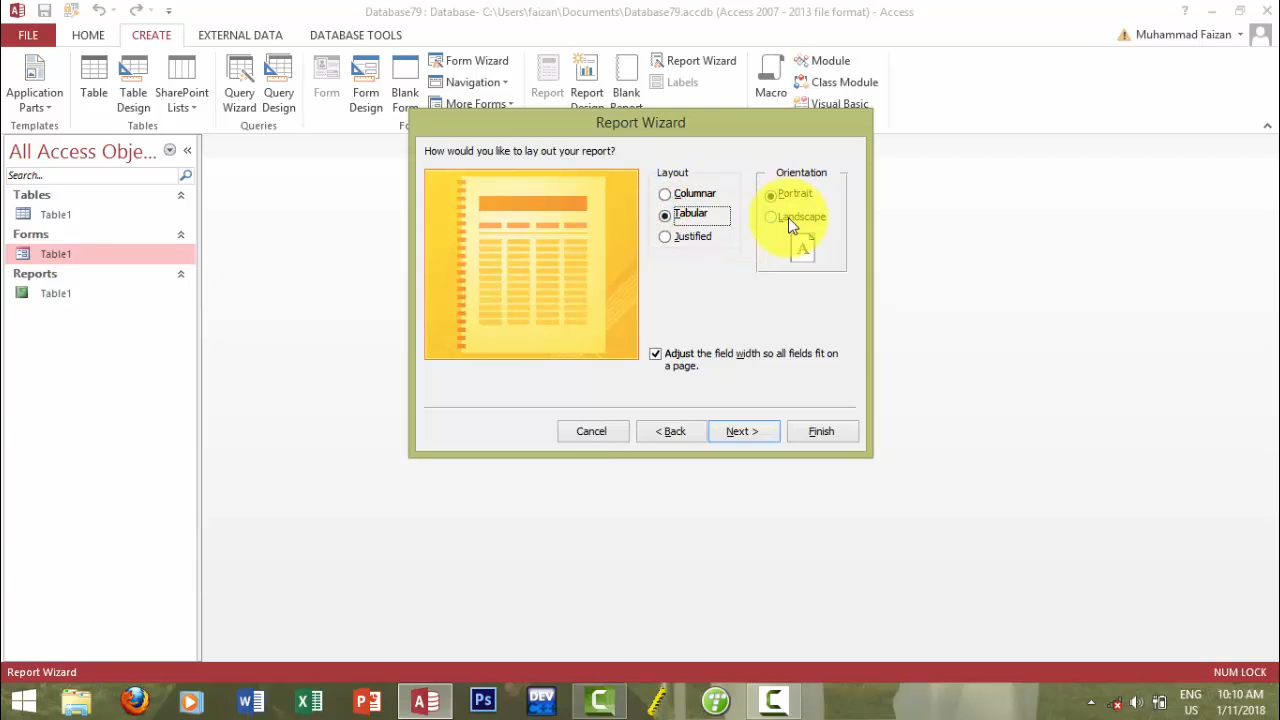 Database79 : Database- C:\Users\faizan\Documents\Database79.accdb (Access 2007 - 2013 file format) - Access
FILE HOME CREATE EXTERNAL DATA DATABASE TOOLS Muhammad Faizan
Application Parts
Table
Table Design
SharePoint Lists
Query Wizard
Query Design
Form
Form Design
Blank
Form Wizard
Navigation
More Forms
Report
Report
Blank
Report Wizard
Labels
Macro
Module
Class Module
Visual Basic
Templates Tables Queries
All Access Obje...
Search...
Tables
Table1
Forms
Table1
Reports
Table1
Report Wizard
How would you like to lay out your report?
Layout
Columnar
Tabular
Justified
Orientation
Portrait
Landscape
A
Adjust the field width so all fields fit on
a page.
Cancel < Back Next > Finish
Report Wizard NUM LOCK
W X P A Ps DEV C
ENG
US
10:10 AM
1/11/2018